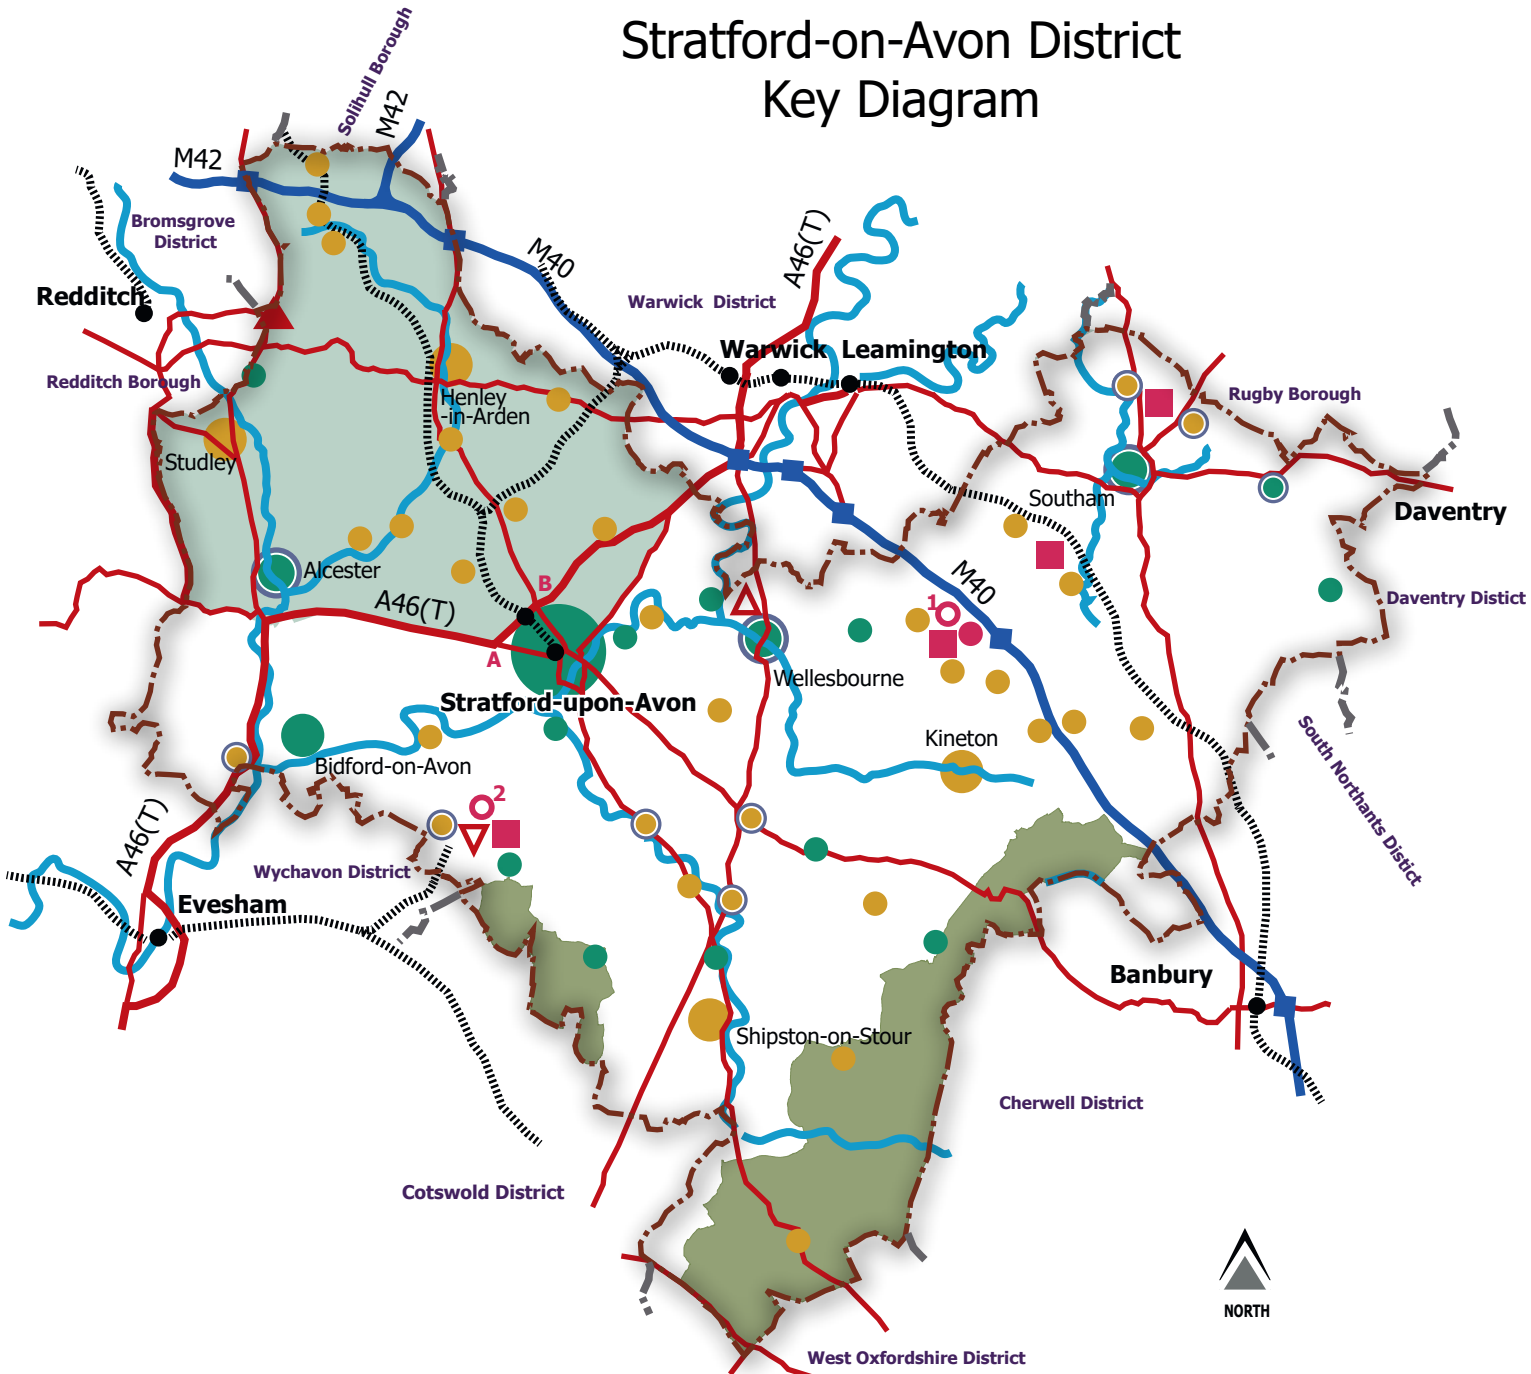 Stratford-on-Avon District
Key Diagram
Solihull Borough
M42
M42
Bromsgrove
District
M40
A46(T)
Redditch
Warwick District
Warwick
Leamington
Redditch Borough
Rugby Borough
Henley
-in-Arden
Studley
Southam
Daventry
Alcester
M40
A46(T)
B
A
1
Daventry Distict
Wellesbourne
Stratford-upon-Avon
Kineton
South Northants Distict
Bidford-on-Avon
2
A46(T)
Wychavon District
Evesham
Banbury
Shipston-on-Stour
Cherwell District
Cotswold District
NORTH
West Oxfordshire District